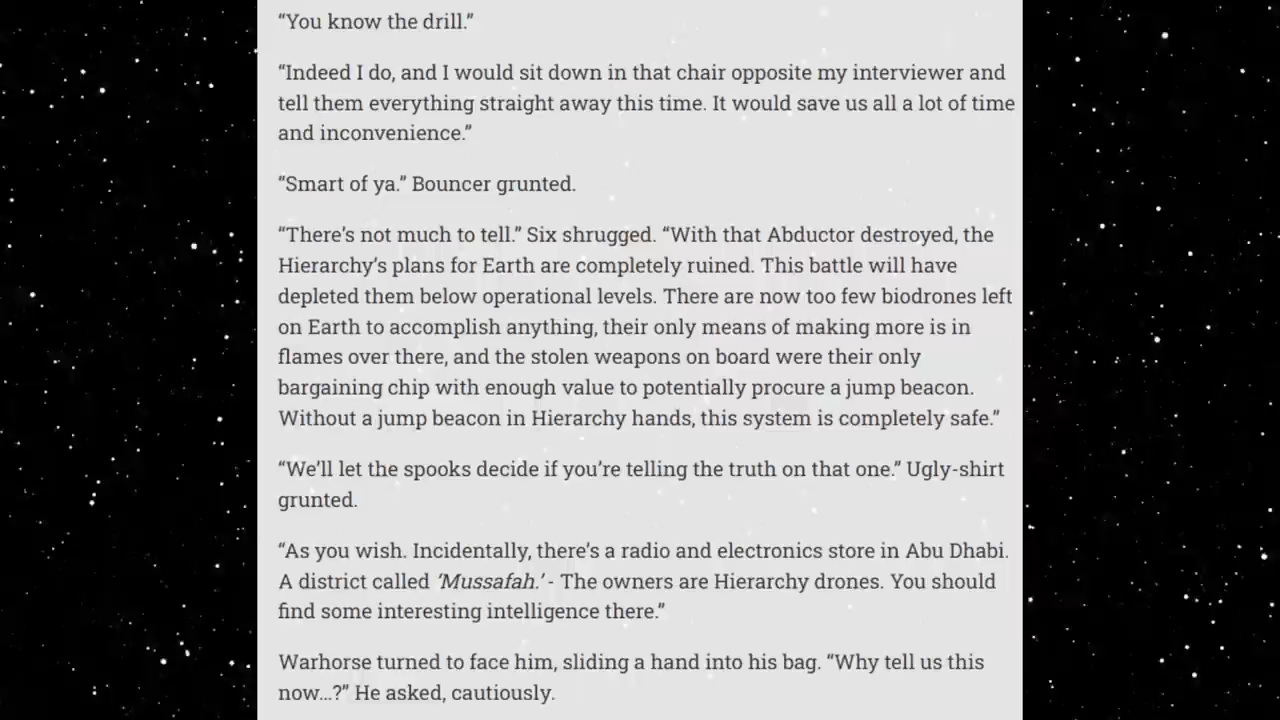 “You know the drill.”
“Indeed I do, and I would sit down in that chair opposite my interviewer and
tell them everything straight away this time. It would save us all a lot of time
and inconvenience.”
“Smart of ya.” Bouncer grunted.
“There’s not much to tell.” Six shrugged. “With that Abductor destroyed, the
Hierarchy’s plans for Earth are completely ruined. This battle will have
depleted them below operational levels. There are now too few biodrones left
on Earth to accomplish anything, their only means of making more is in
flames over there, and the stolen weapons on board were their only
bargaining chip with enough value to potentially procure a jump beacon.
Without a jump beacon in Hierarchy hands, this system is completely safe.”
“We’ll let the spooks decide if you’re telling the truth on that one.” Ugly-shirt
grunted.
“As you wish. Incidentally, there’s a radio and electronics store in Abu Dhabi.
A district called ‘Mussafah.’ - The owners are Hierarchy drones. You should
find some interesting intelligence there.”
Warhorse turned to face him, sliding a hand into his bag. “Why tell us this
now…?” He asked, cautiously.